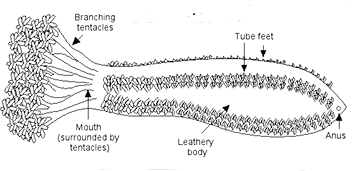 Branching
tentacles
Tube feet
Mouth
(surrounded by
tentacles)
Leathery
body
Anus